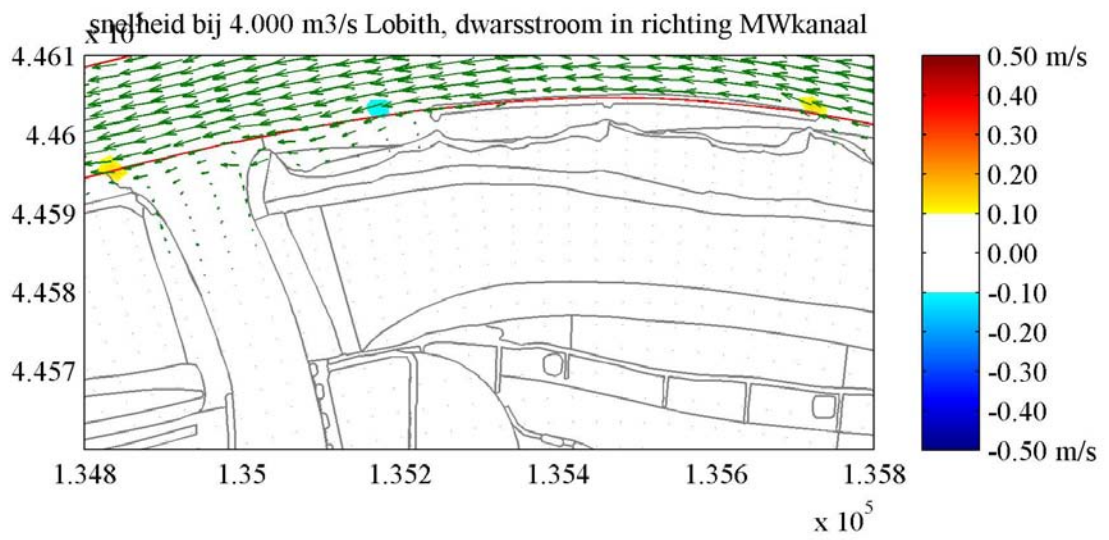 snelheid bij 4.000 m3/s Lobith, dwarsstroom in richting MWkanaal
x 10^5
4.461
4.46
4.459
4.458
4.457
1.348 1.35 1.352 1.354 1.356 1.358
x 10^5
0.50 m/s
0.40
0.30
0.20
0.10
0.00
-0.10
-0.20
-0.30
-0.40
-0.50 m/s